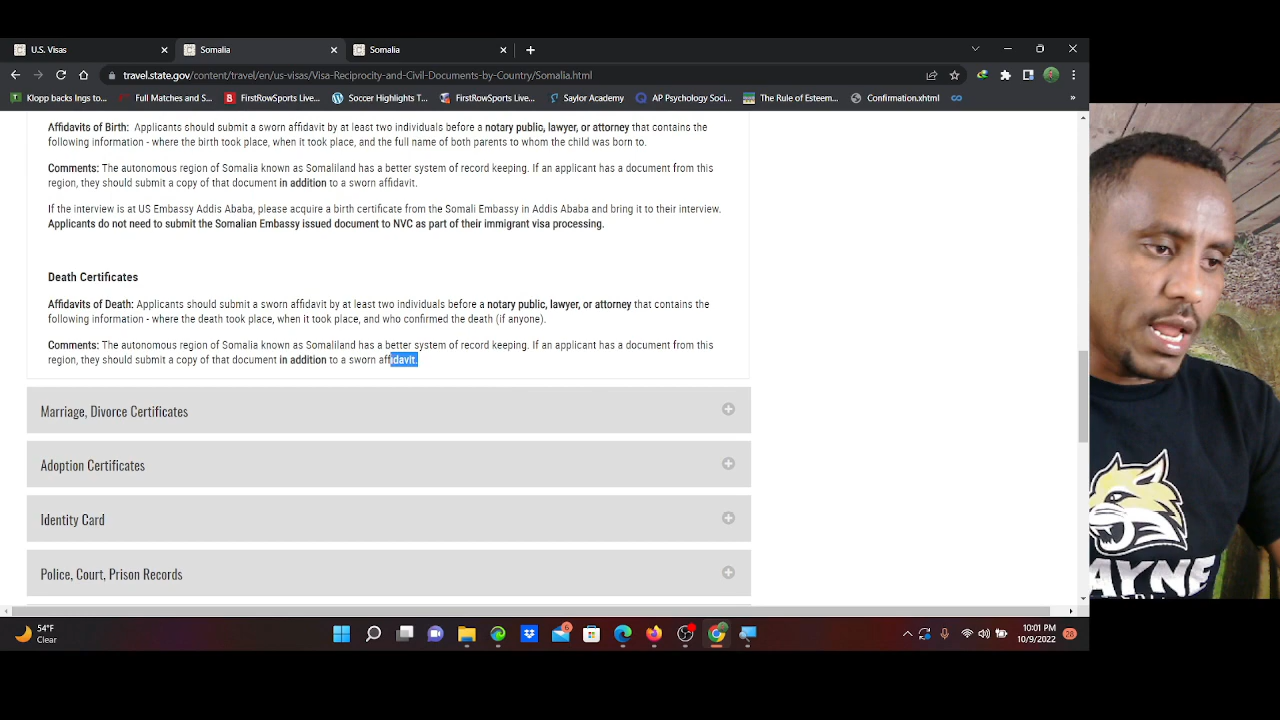 U.S. Visas
Somalia
Somalia
travel.state.gov/content/travel/en/us-visas/Visa-Reciprocity-and-Civil-Documents-by-Country/Somalia.html
Klopp backs lngs to...
Full Matches and S...
FirstRowSports Live...
Soccer Highlights T...
FirstRowSports Live...
Saylor Academy
AP Psychology Soci...
The Rule of Esteem...
Confirmation.xhtml
»
Affidavits of Birth: Applicants should submit a sworn affidavit by at least two individuals before a notary public, lawyer, or attorney that contains the
following information - where the birth took place, when it took place, and the full name of both parents to whom the child was born to.
Comments: The autonomous region of Somalia known as Somaliland has a better system of record keeping. If an applicant has a document from this
region, they should submit a copy of that document in addition to a sworn affidavit.
If the interview is at US Embassy Addis Ababa, please acquire a birth certificate from the Somali Embassy in Addis Ababa and bring it to their interview.
Applicants do not need to submit the Somalian Embassy issued document to NVC as part of their immigrant visa processing.
Death Certificates
Affidavits of Death: Applicants should submit a sworn affidavit by at least two individuals before a notary public, lawyer, or attorney that contains the
following information - where the death took place, when it took place, and who confirmed the death (if anyone).
Comments: The autonomous region of Somalia known as Somaliland has a better system of record keeping. If an applicant has a document from this
region, they should submit a copy of that document in addition to a sworn affidavit.
Marriage, Divorce Certificates
Adoption Certificates
Identity Card
Police, Court, Prison Records
54°F
Clear
6
10:01 PM
10/9/2022
28
AYNE